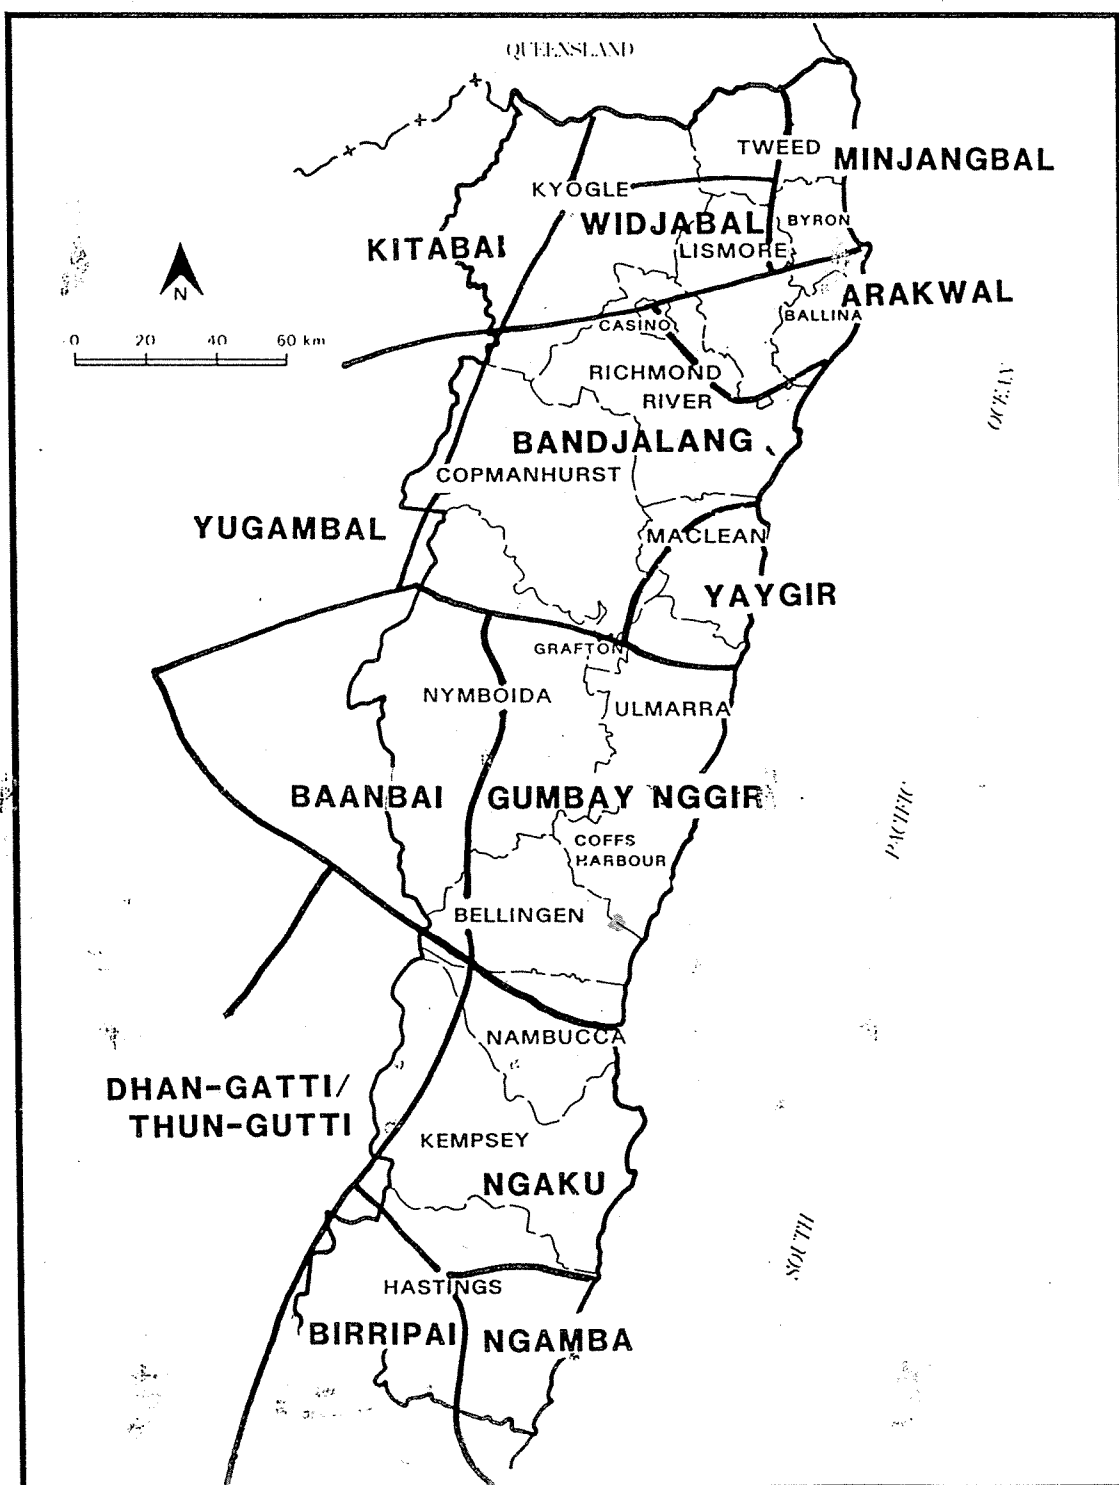 QUEENSLAND
TWEED
MINJANGBAL
KYOGLE
WIDJABAL
BYRON
KITABAI
LISMORE
N
ARAKWAL
BALLINA
CASINO
0 20 40 60 km
RICHMOND
RIVER
OCEAN
BANDJALANG
COPMANHURST
YUGAMBAL
MACLEAN
YAYGIR
GRAFTON
NYMBOIDA
ULMARRA
BAANBAI
GUMBAY NGGIR
PACIFIC
COFFS
HARBOUR
BELLINGEN
NAMBUCCA
DHAN-GATTI/
THUN-GUTTI
KEMPSEY
NGAKU
SOUTH
HASTINGS
BIRRIPAI
NGAMBA